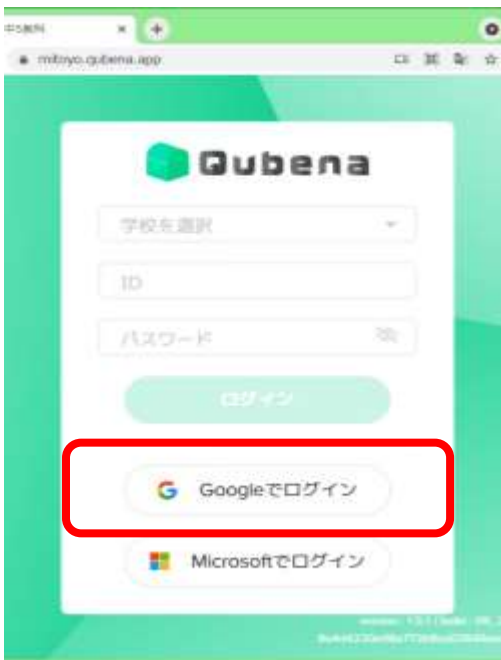 mitoyo.qubena.app
Qubena
学校を選択
ID
パスワード
ログイン
Googleでログイン
Microsoftでログイン